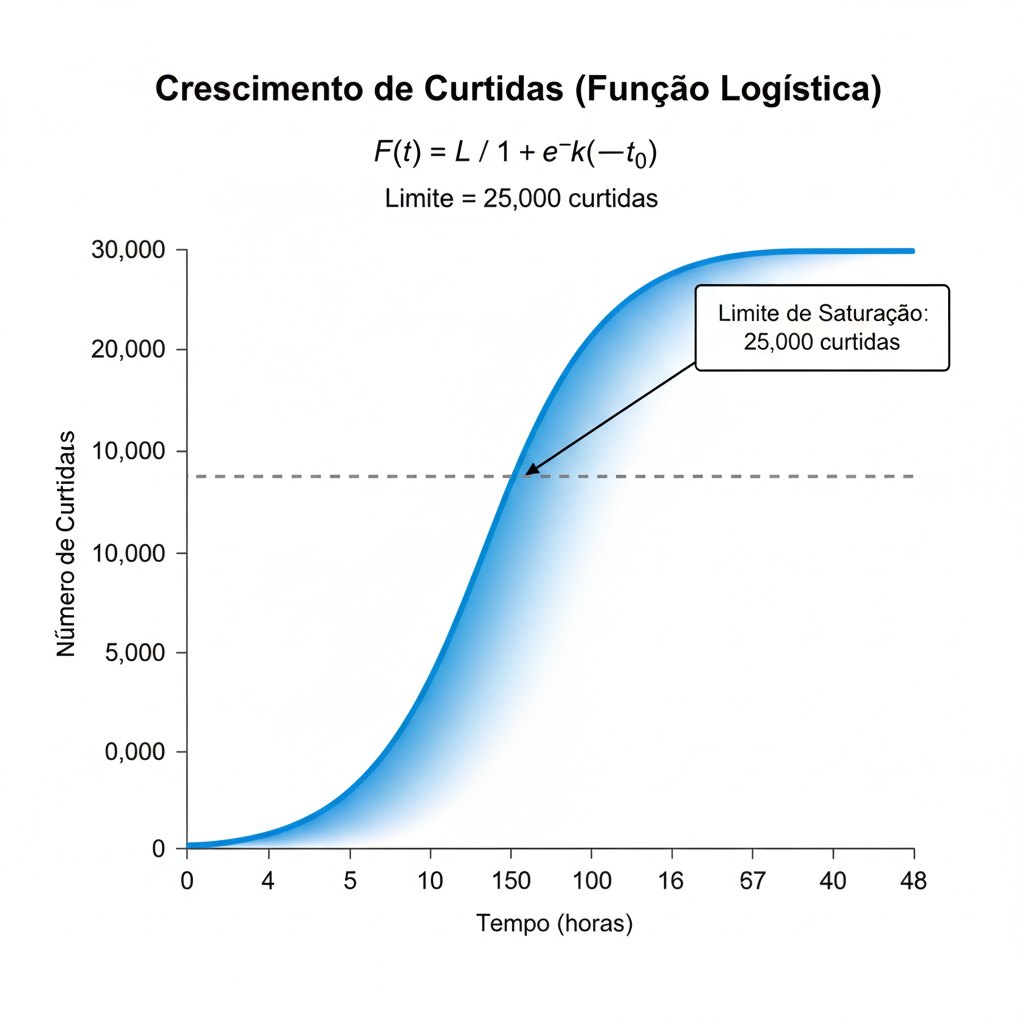 Crescimento de Curtidas (Função Logística)
F(t) = L / 1 + e⁻k(—t₀)
Limite = 25,000 curtidas
30,000
20,000
10,000
10,000
5,000
0,000
0
Número de Curtidas
Limite de Saturação:
25,000 curtidas
0 4 5 10 150 100 16 67 40 48
Tempo (horas)